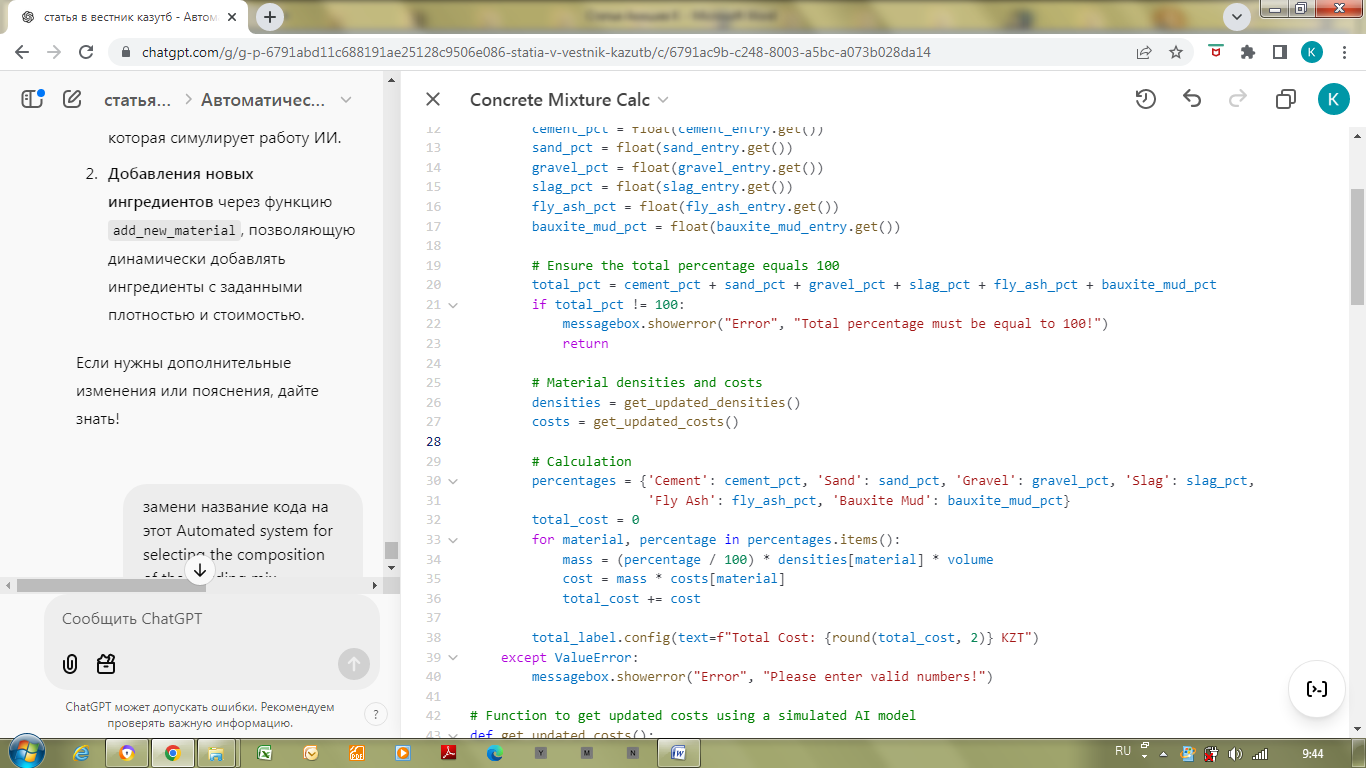 статья в вестник казутб - Автома
chatgpt.com/g/g-p-6791abd11c688191ae25128c9506e086-statia-v-vestnik-kazutb/c/6791ac9b-c248-8003-a5bc-a073b028da14
K
статья...
Автоматичес...
которая симулирует работу ИИ.
2. Добавления новых
ингредиентов через функцию
add_new_material, позволяющую
динамически добавлять
ингредиенты с заданными
плотностью и стоимостью.
Если нужны дополнительные
изменения или пояснения, дайте
знать!
замени название кода на
этот Automated system for
selecting the composition
Сообщить ChatGPT
ChatGPT может допускать ошибки. Рекомендуем
проверять важную информацию.
?
Concrete Mixture Calc
K
12 cement_pct = float(cement_entry.get())
13 sand_pct = float(sand_entry.get())
14 gravel_pct = float(gravel_entry.get())
15 slag_pct = float(slag_entry.get())
16 fly_ash_pct = float(fly_ash_entry.get())
17 bauxite_mud_pct = float(bauxite_mud_entry.get())
18
19 # Ensure the total percentage equals 100
20 total_pct = cement_pct + sand_pct + gravel_pct + slag_pct + fly_ash_pct + bauxite_mud_pct
21 if total_pct != 100:
22 messagebox.showerror("Error", "Total percentage must be equal to 100!")
23 return
24
25 # Material densities and costs
26 densities = get_updated_densities()
27 costs = get_updated_costs()
28
29 # Calculation
30 percentages = {'Cement': cement_pct, 'Sand': sand_pct, 'Gravel': gravel_pct, 'Slag': slag_pct,
31 'Fly Ash': fly_ash_pct, 'Bauxite Mud': bauxite_mud_pct}
32 total_cost = 0
33 for material, percentage in percentages.items():
34 mass = (percentage / 100) * densities[material] * volume
35 cost = mass * costs[material]
36 total_cost += cost
37
38 total_label.config(text=f"Total Cost: {round(total_cost, 2)} KZT")
39 except ValueError:
40 messagebox.showerror("Error", "Please enter valid numbers!")
41
42 # Function to get updated costs using a simulated AI model
43 def get_updated_costs():
Y
M
N
RU
9:44